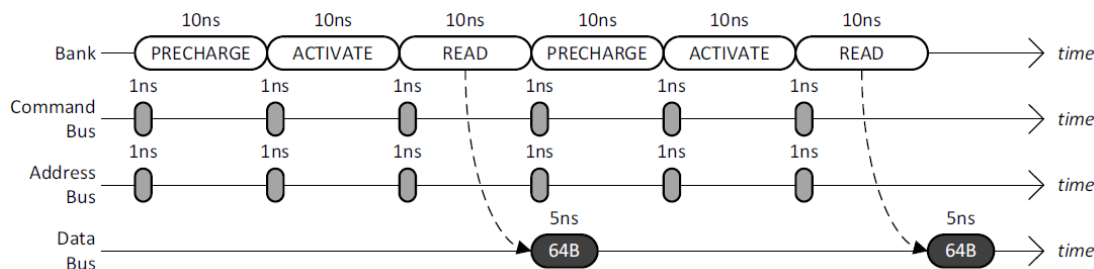 10ns 10ns 10ns 10ns 10ns 10ns
Bank PRECHARGE ACTIVATE READ PRECHARGE ACTIVATE READ time
1ns 1ns 1ns 1ns 1ns 1ns
Command
Bus
time
1ns 1ns 1ns 1ns 1ns 1ns
Address
Bus
time
5ns 5ns
Data
Bus
64B 64B time